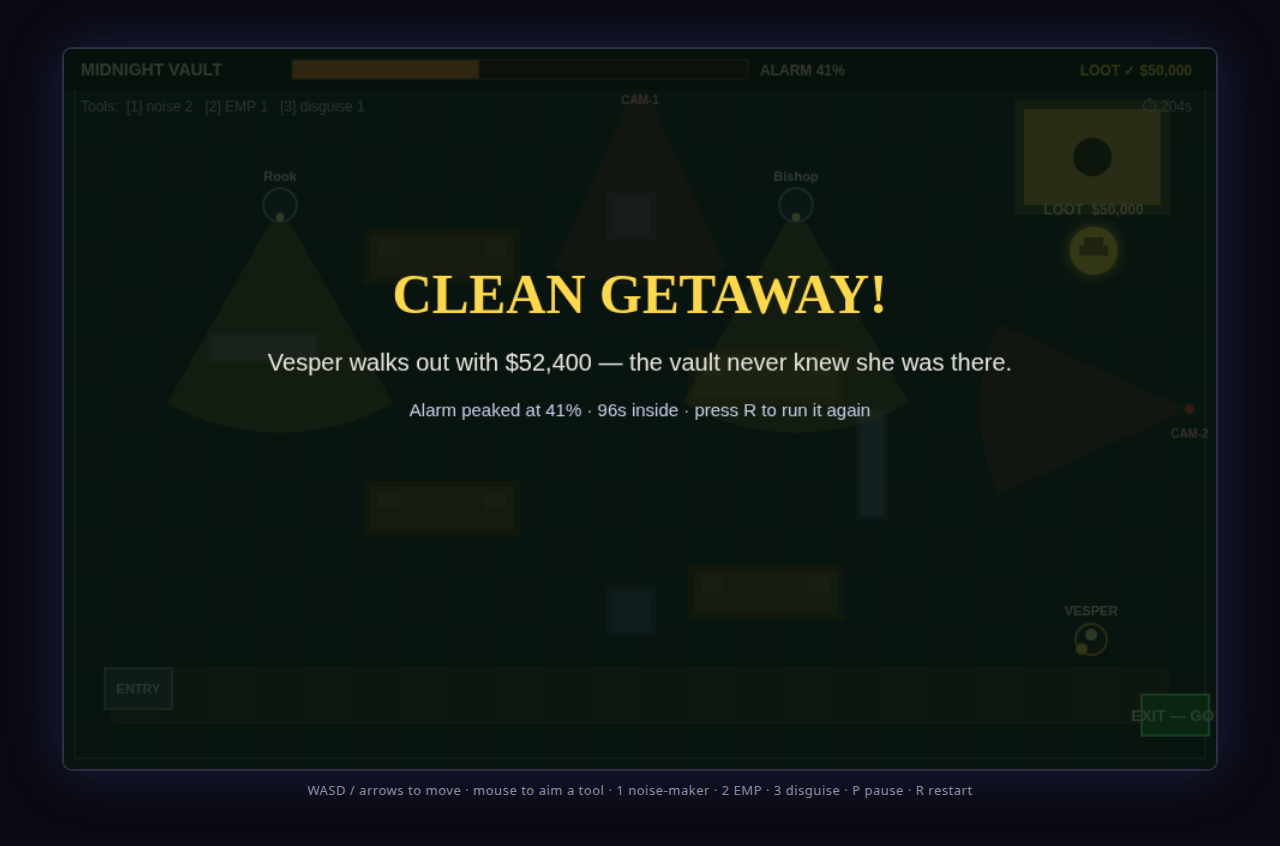 MIDNIGHT VAULT
ALARM 41%
LOOT ✓ $50,000
Tools: [1] noise 2 [2] EMP 1 [3] disguise 1
CAM-1
⏱ 204s
Rook
Bishop
LOOT $50,000
CLEAN GETAWAY!
Vesper walks out with $52,400 — the vault never knew she was there.
Alarm peaked at 41% · 96s inside · press R to run it again
CAM-2
VESPER
ENTRY
EXIT — GO
WASD / arrows to move · mouse to aim a tool · 1 noise-maker · 2 EMP · 3 disguise · P pause · R restart